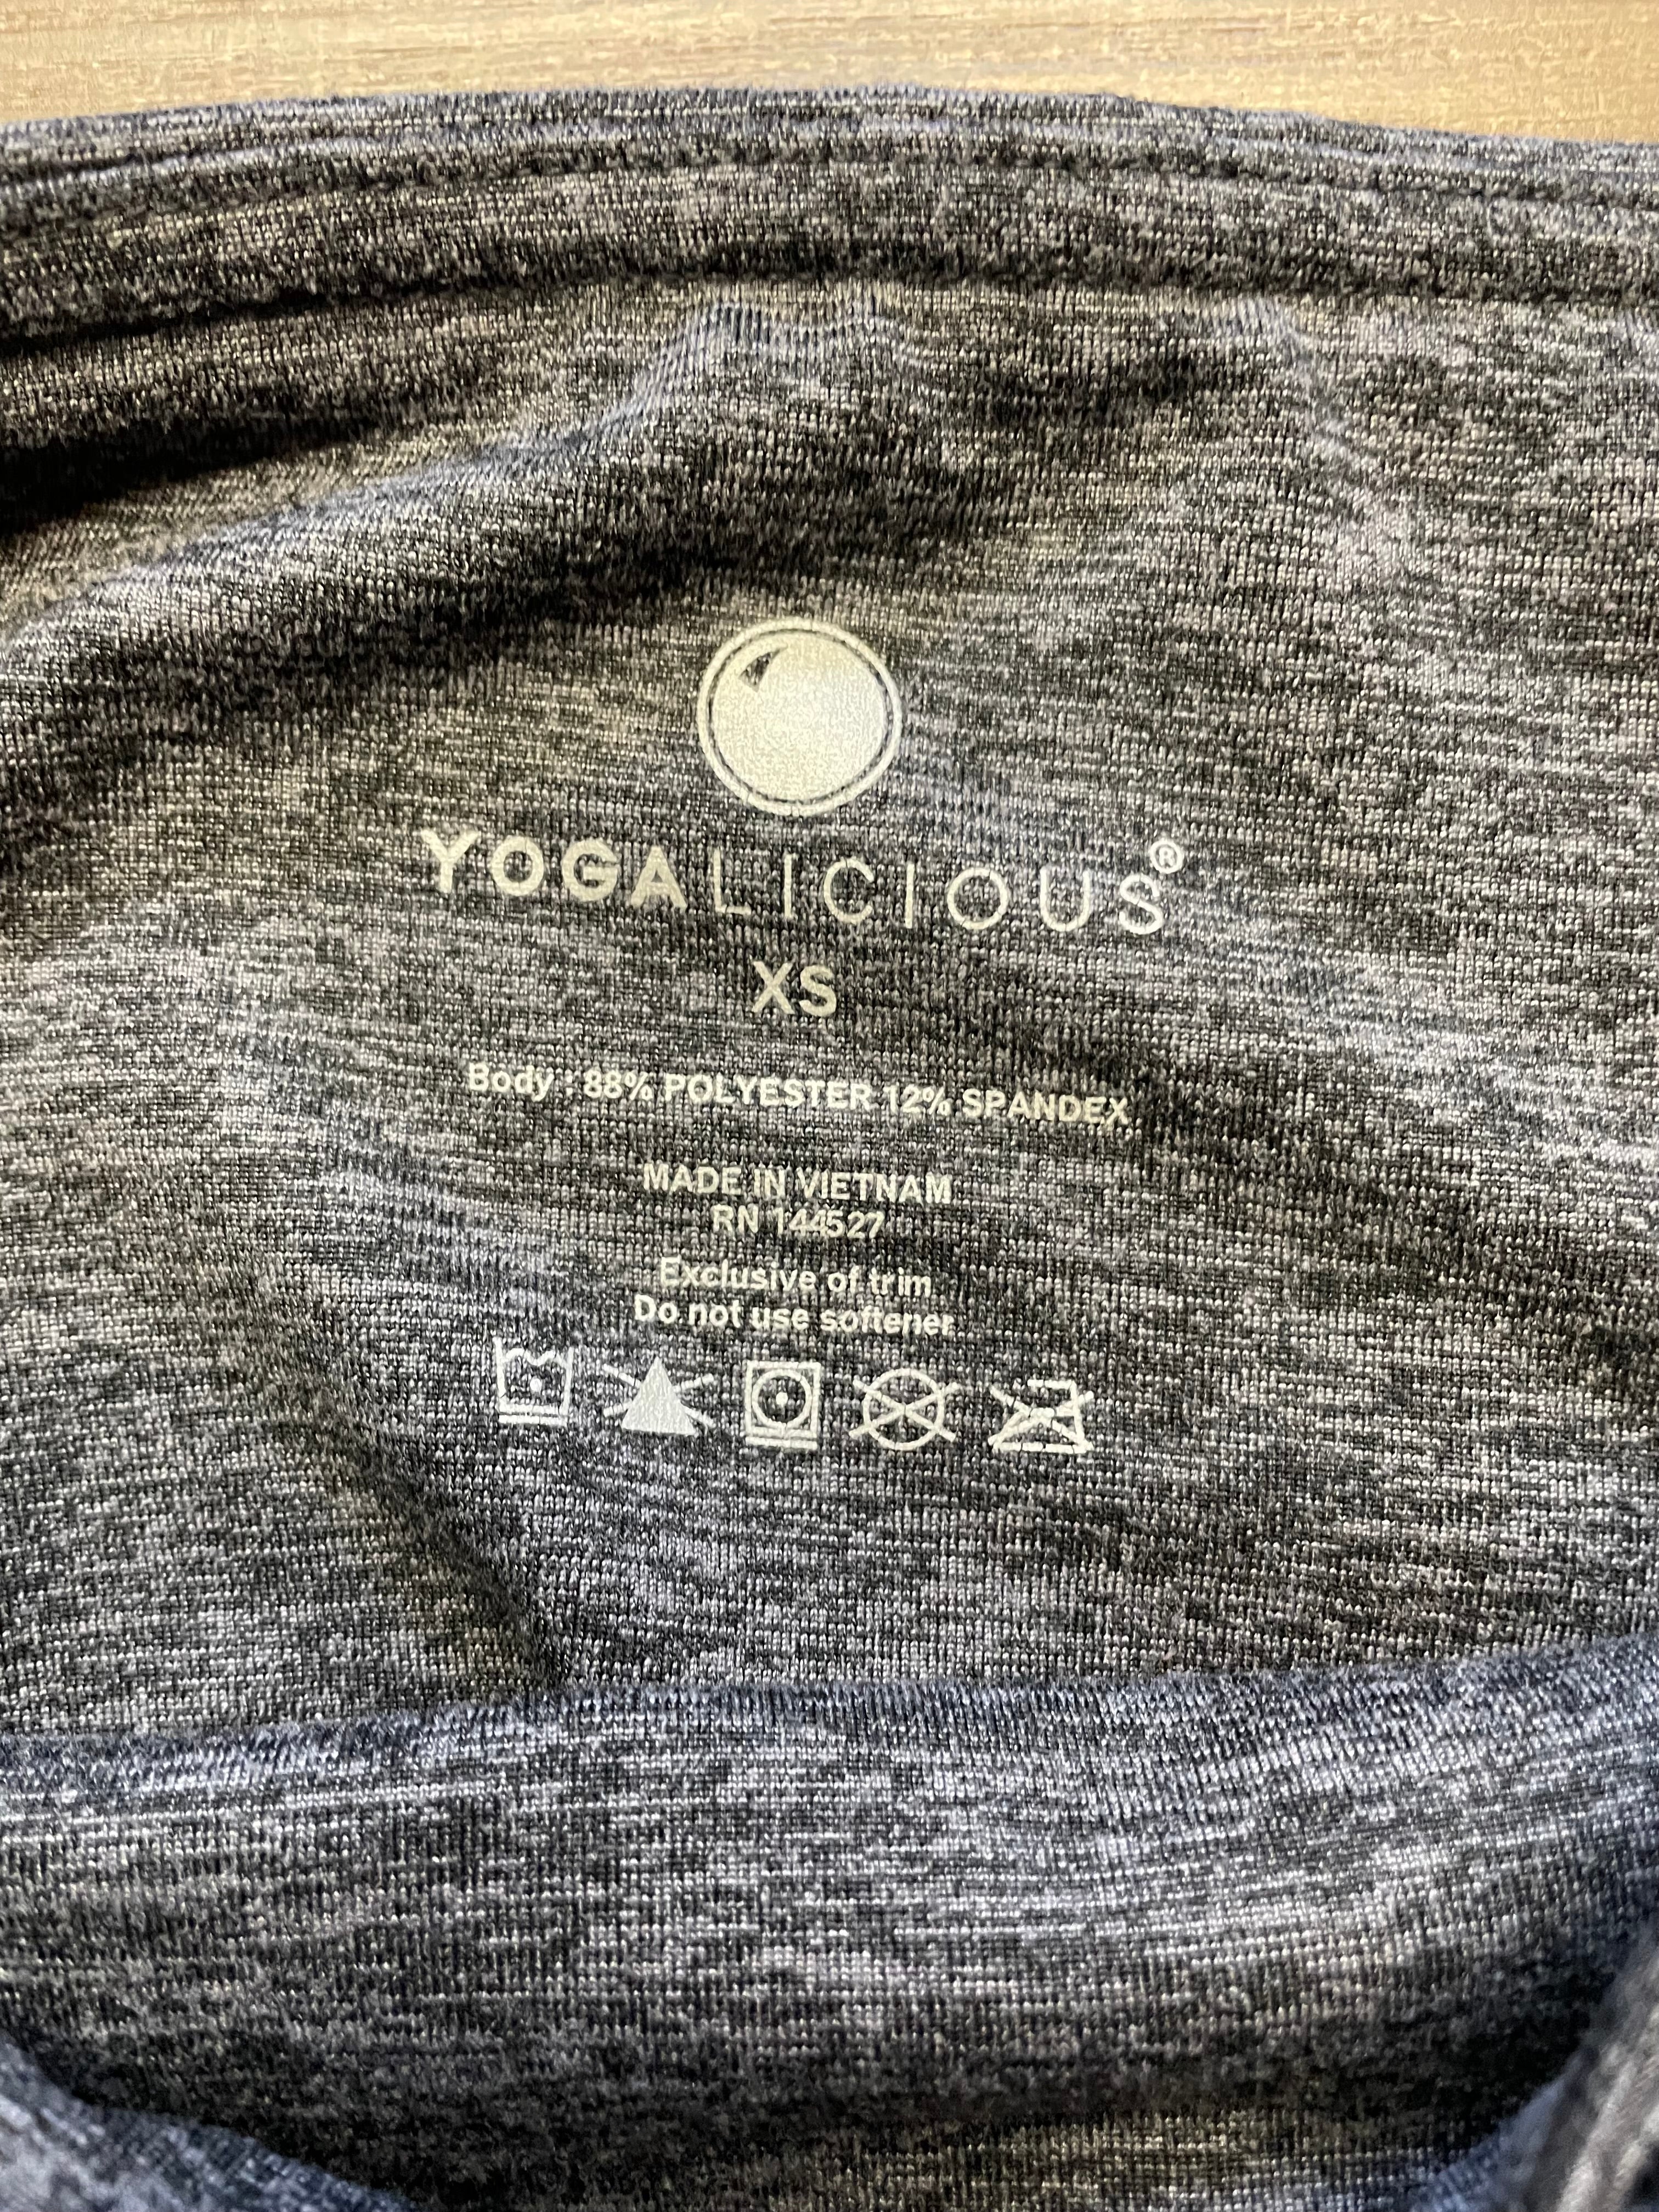 YOGALICIOUS®
XS
Body : 88% POLYESTER 12% SPANDEX
MADE IN VIETNAM
RN 144527
Exclusive of trim
Do not use softener